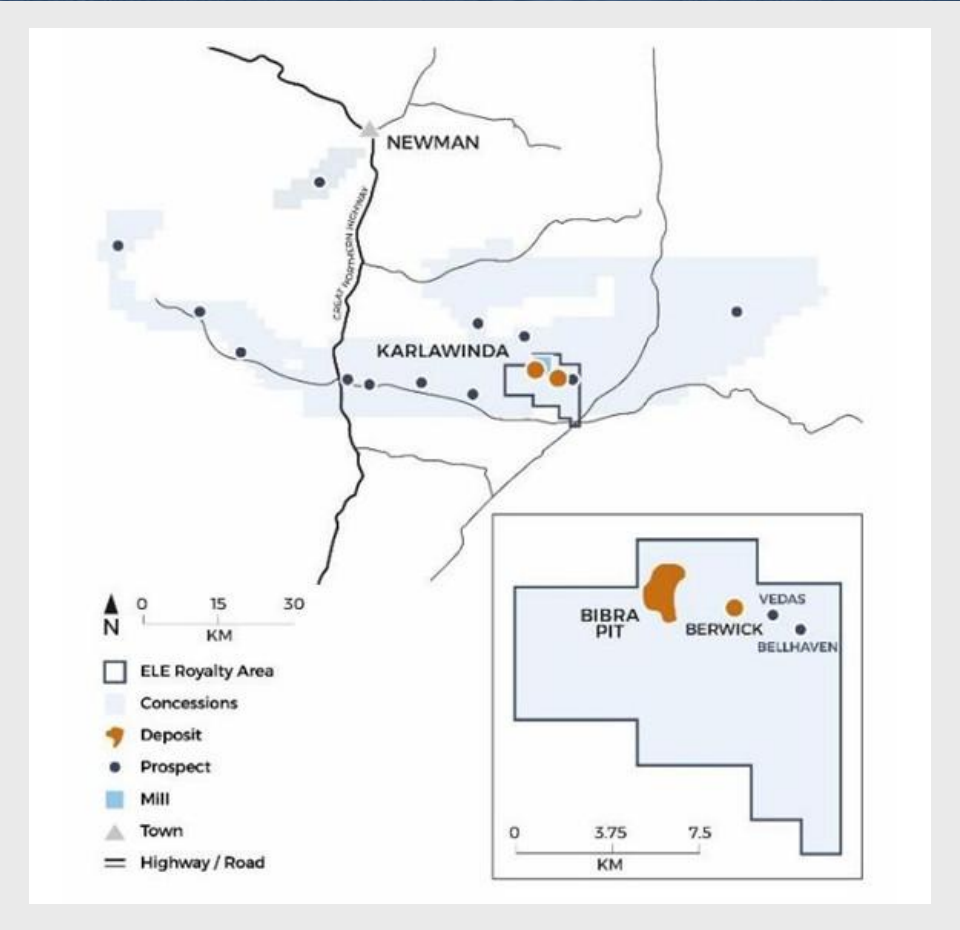 NEWMAN
GREAT NORTHERN HIGHWAY
KARLAWINDA
N
0 15 30
KM
ELE Royalty Area
Concessions
Deposit
Prospect
Mill
Town
Highway / Road
BIBRA
PIT
BERWICK
VEDAS
BELLHAVEN
0 3.75 7.5
KM